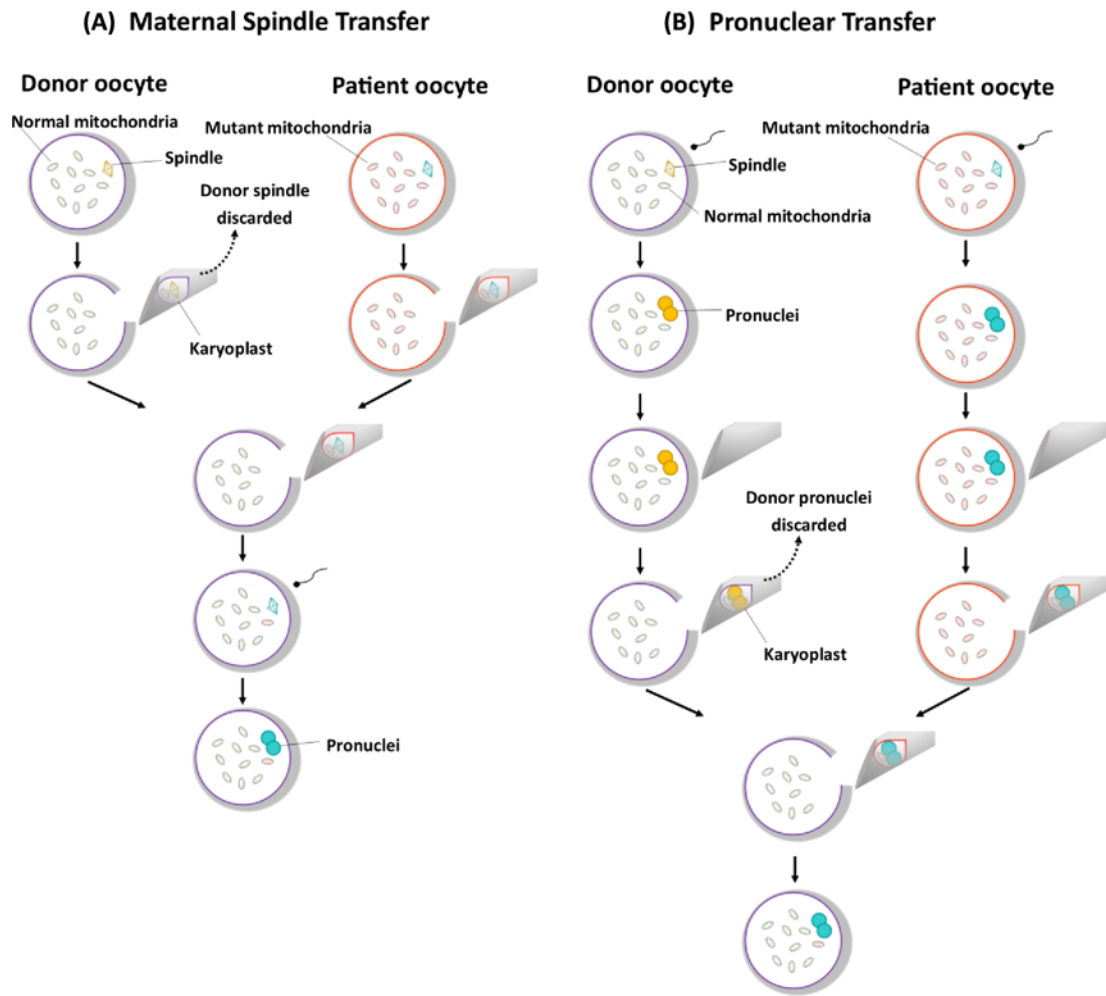 (A) Maternal Spindle Transfer
Donor oocyte
Patient oocyte
Normal mitochondria
Mutant mitochondria
Spindle
Donor spindle
discarded
Karyoplast
Pronuclei
(B) Pronuclear Transfer
Donor oocyte
Patient oocyte
Mutant mitochondria
Spindle
Normal mitochondria
Pronuclei
Donor pronuclei
discarded
Karyoplast